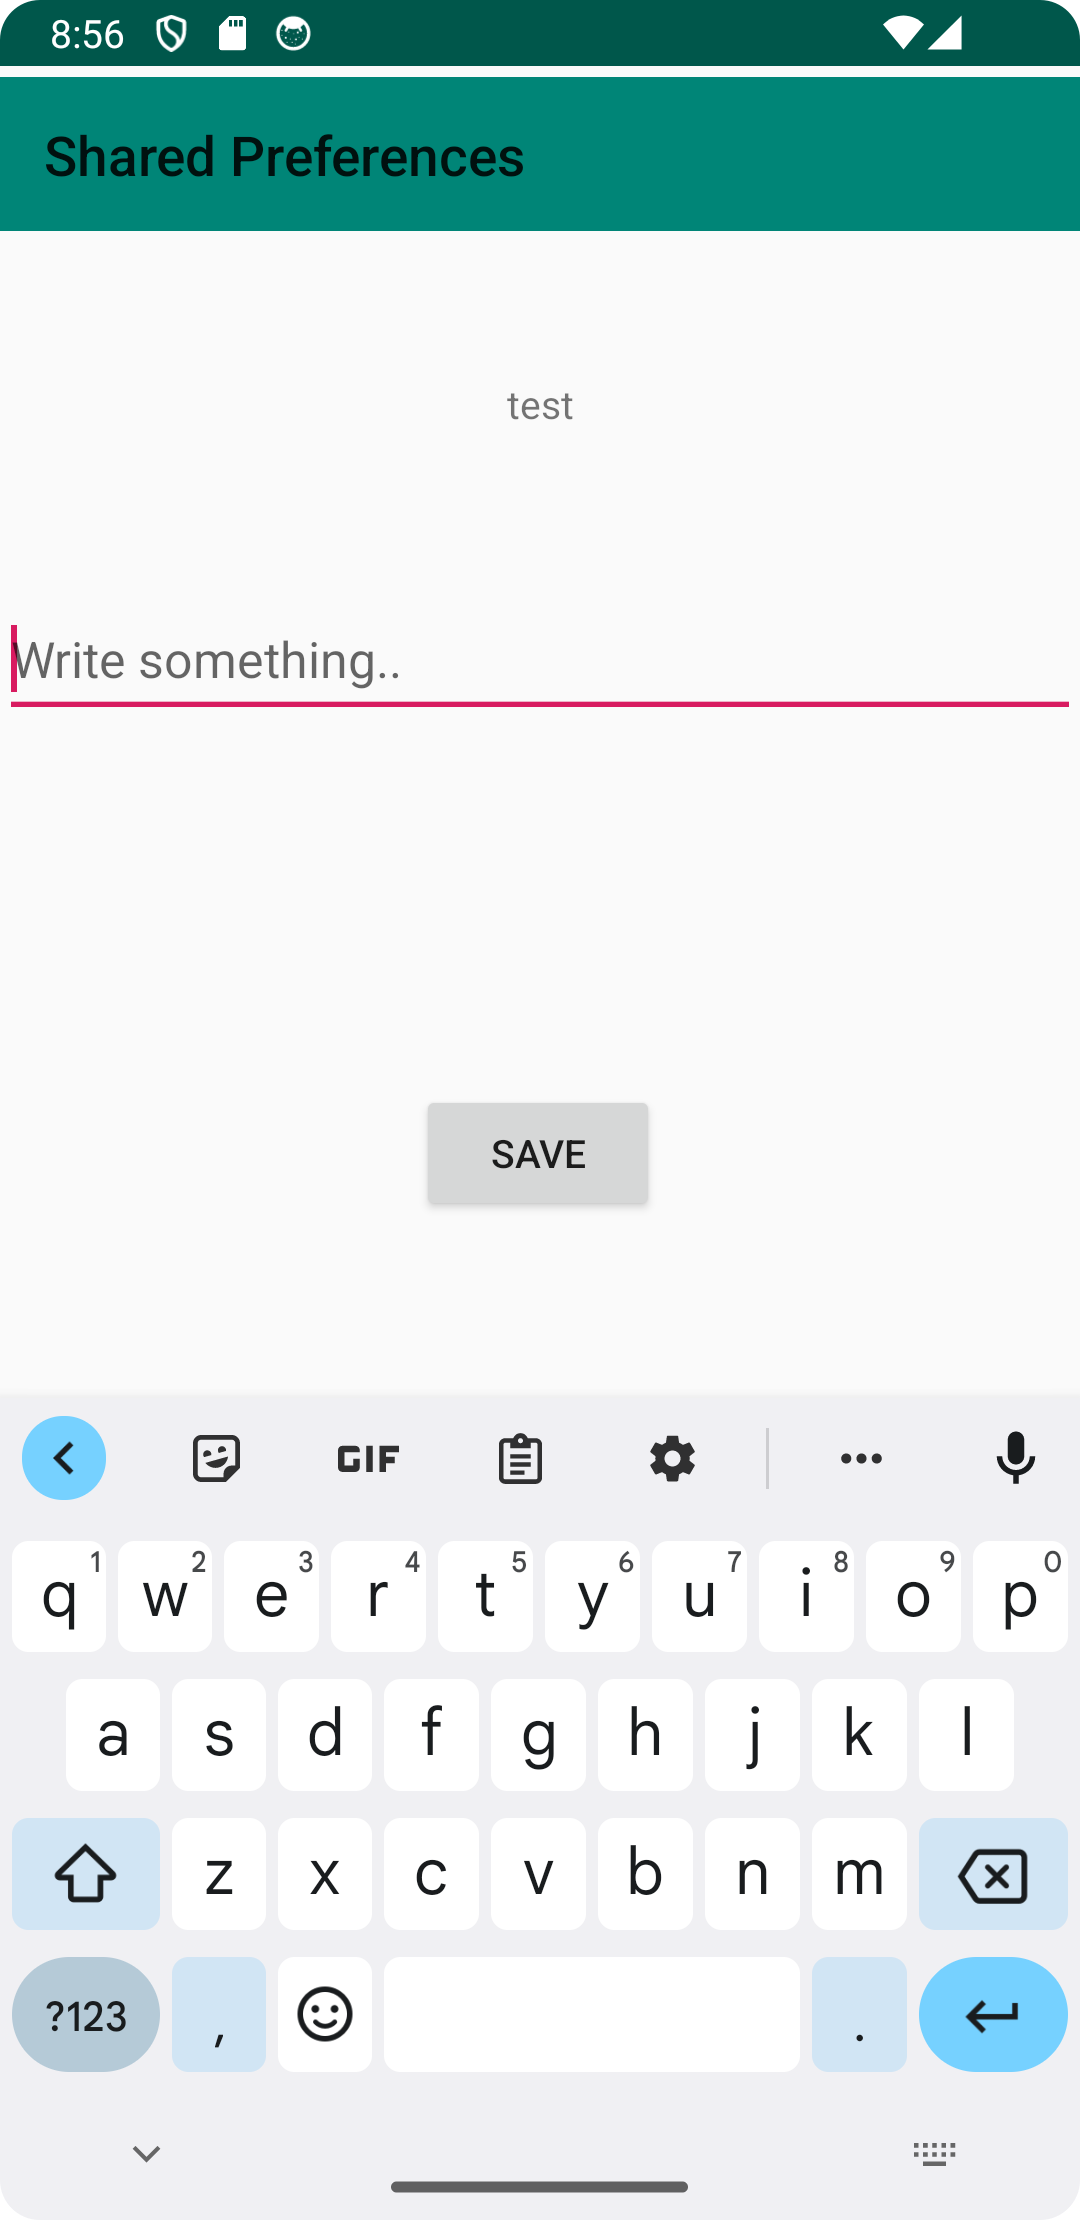 8:56
Shared Preferences
test
Write something..
SAVE
GIF
1 2 3 4 5 6 7 8 9 0
q w e r t y u i o p
a s d f g h j k l
z x c v b n m
?123 , .